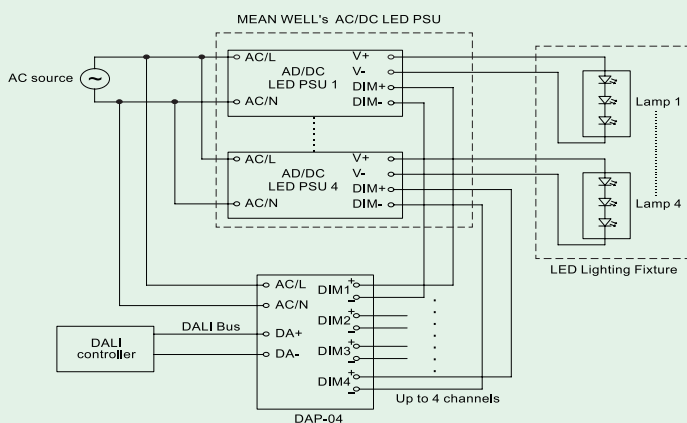 MEAN WELL's AC/DC LED PSU
AC source
~
AC/L
AC/N
AD/DC
LED PSU 1
V+
V-
DIM+
DIM-
Lamp 1
AC/L
AC/N
AD/DC
LED PSU 4
V+
V-
DIM+
DIM-
Lamp 4
LED Lighting Fixture
AC/L
AC/N
DA+
DA-
DIM1
+
-
DIM2
+
-
DIM3
+
-
DIM4
+
-
DALI Bus
DALI
controller
Up to 4 channels
DAP-04